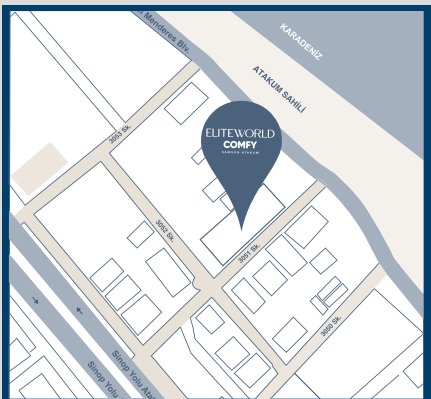 Menderes Blv.
KARADENİZ
ATAKUM SAHİLİ
3053 Sk.
ELITEWORLD
COMFY
SAMSUN ATAKUM
3052 Sk.
3051 Sk.
3050 Sk.
Sinop Yolu
Sinop Yolu Ata